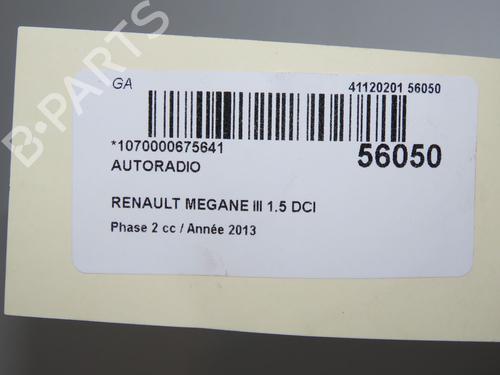 B-PARTS
GA
41120201 56050
*1070000675641
56050
AUTORADIO
RENAULT MEGANE III 1.5 DCI
Phase 2 cc / Année 2013